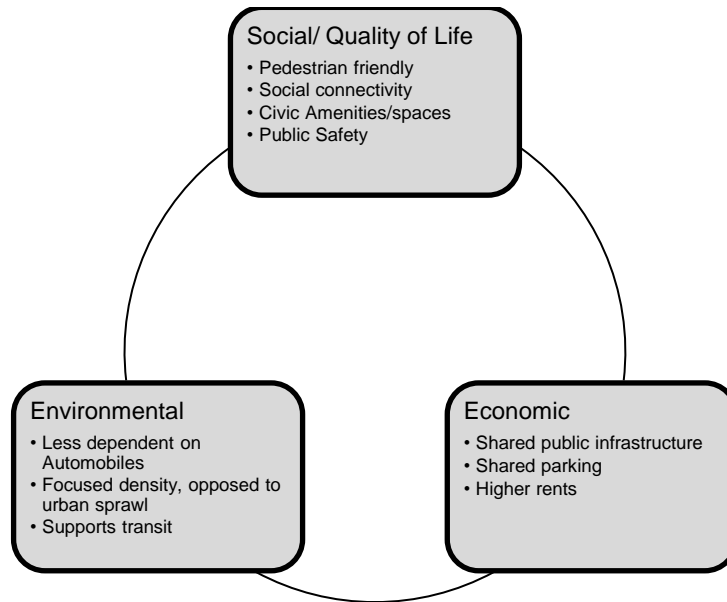 Social/ Quality of Life
• Pedestrian friendly
• Social connectivity
• Civic Amenities/spaces
• Public Safety
Environmental
• Less dependent on
Automobiles
• Focused density, opposed to
urban sprawl
• Supports transit
Economic
• Shared public infrastructure
• Shared parking
• Higher rents